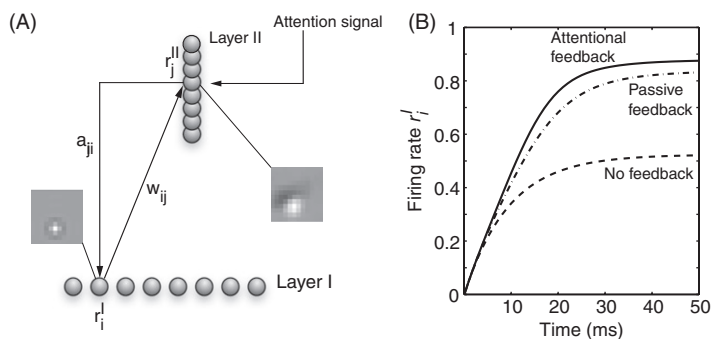 (A)
Attention signal
Layer II
r_j^II
a_ji
w_ij
Layer I
r_i^I
(B)
Firing rate r_i^I
1
0.8
0.6
0.4
0.2
0
10
20
30
40
50
Time (ms)
Attentional
feedback
Passive
feedback
No feedback